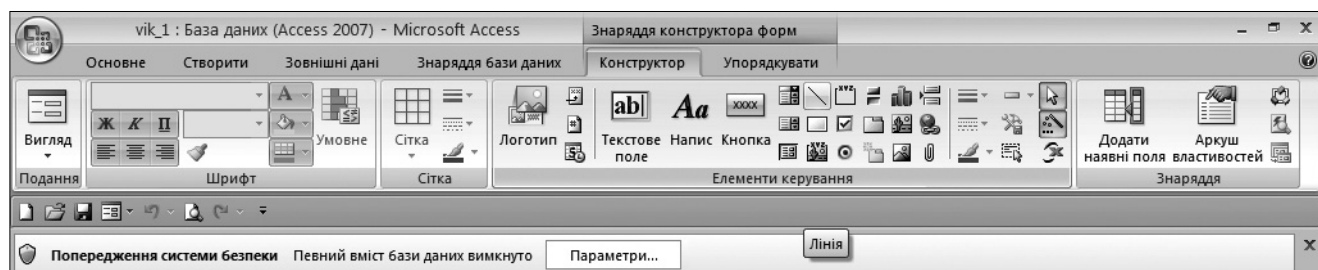 vik_1 : База даних (Access 2007) - Microsoft Access
Знаряддя конструктора форм
Основне Створити Зовнішні дані Знаряддя бази даних Конструктор Упорядкувати
Вигляд
Ж К П
А
Умовне
Сітка
Логотип
ab|
Текстове поле
Aa
Напис
XXXX
Кнопка
XYZ
Додати наявні поля
Аркуш властивостей
Подання Шрифт Сітка Елементи керування Знаряддя
Попередження системи безпеки Певний вміст бази даних вимкнуто Параметри...
Лінія